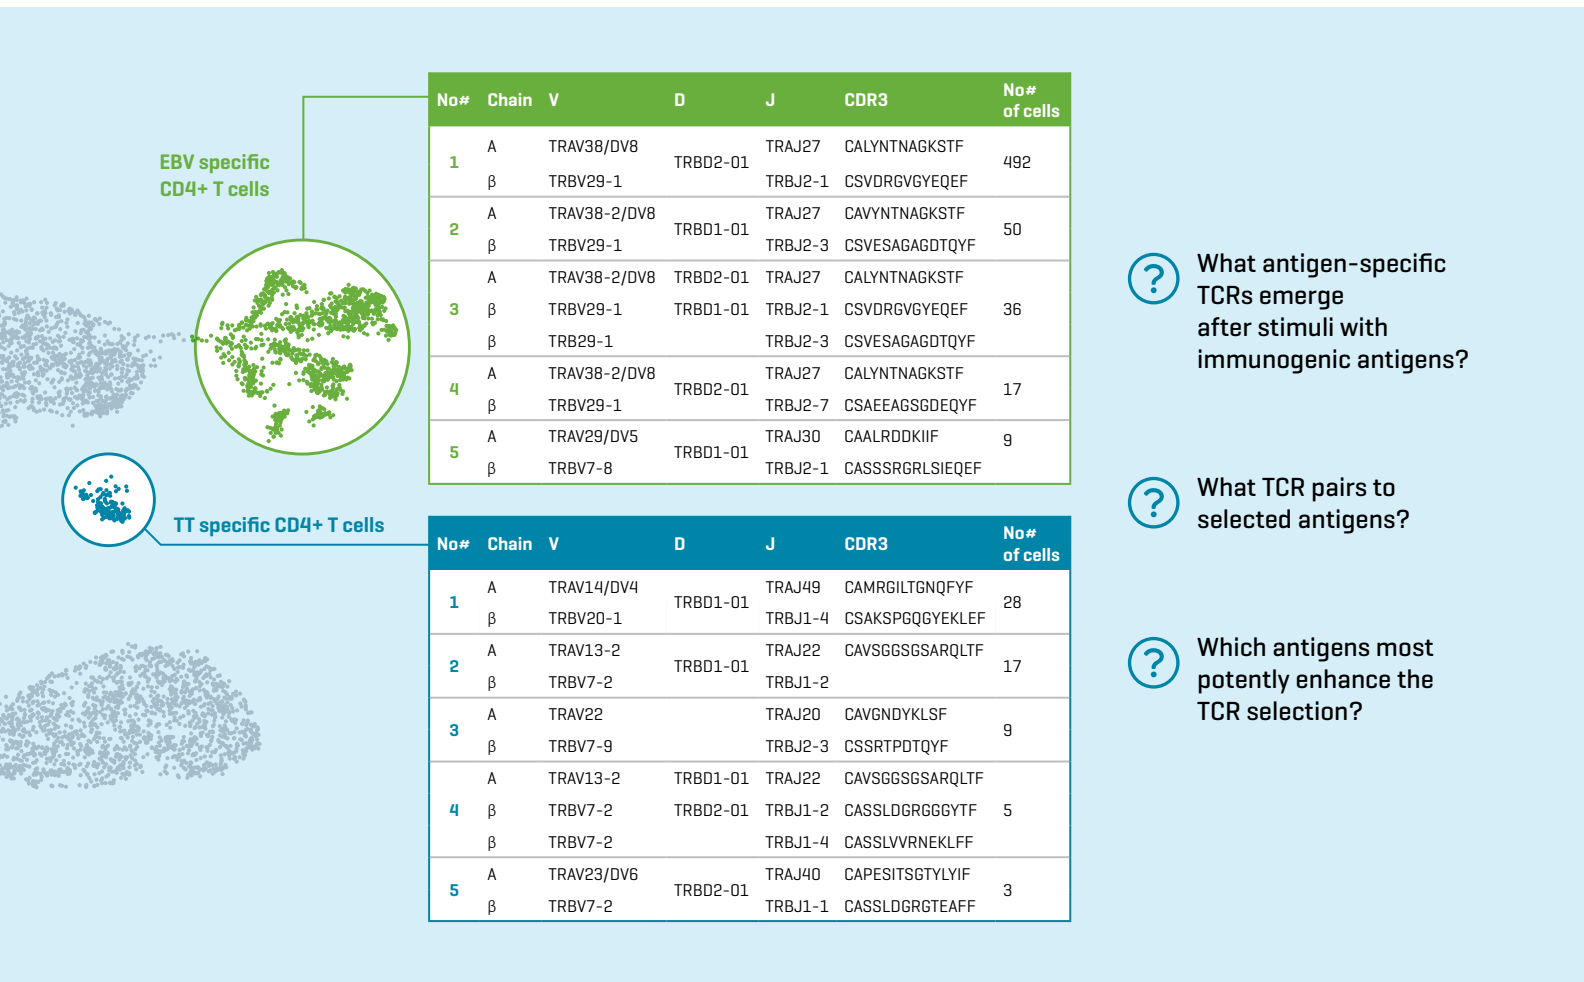 EBV specific
CD4+ T cells
No# Chain V D J CDR3 No# of cells
1 A TRAV38/DV8 TRBD2-01 TRAJ27 CALYNTNAGKSTF 492
β TRBV29-1 TRBJ2-1 CSVDRGVGYEQEF
2 A TRAV38-2/DV8 TRBD1-01 TRAJ27 CAVYNTNAGKSTF 50
β TRBV29-1 TRBJ2-3 CSVESAGAGDTQYF
A TRAV38-2/DV8 TRBD2-01 TRAJ27 CALYNTNAGKSTF
3 β TRBV29-1 TRBD1-01 TRBJ2-1 CSVDRGVGYEQEF 36
β TRB29-1 TRBJ2-3 CSVESAGAGDTQYF
4 A TRAV38-2/DV8 TRBD2-01 TRAJ27 CALYNTNAGKSTF 17
β TRBV29-1 TRBJ2-7 CSAEEAGSGDEQYF
5 A TRAV29/DV5 TRBD1-01 TRAJ30 CAALRDDKIIF 9
β TRBV7-8 TRBJ2-1 CASSSRGRLSIEQEF
TT specific CD4+ T cells
No# Chain V D J CDR3 No# of cells
1 A TRAV14/DV4 TRBD1-01 TRAJ49 CAMRGILTGNQFYF 28
β TRBV20-1 TRBJ1-4 CSAKSPGQGYEKLEF
2 A TRAV13-2 TRBD1-01 TRAJ22 CAVSGGSGSARQLTF 17
β TRBV7-2 TRBJ1-2
3 A TRAV22 TRAJ20 CAVGNDYKLSF 9
β TRBV7-9 TRBJ2-3 CSSRTPDTQYF
A TRAV13-2 TRBD1-01 TRAJ22 CAVSGGSGSARQLTF
4 β TRBV7-2 TRBD2-01 TRBJ1-2 CASSLDGRGGGYTF 5
β TRBV7-2 TRBJ1-4 CASSLVVRNEKLFF
5 A TRAV23/DV6 TRBD2-01 TRAJ40 CAPESITSGTYLYIF 3
β TRBV7-2 TRBJ1-1 CASSLDGRGTEAFF
? What antigen-specific
TCRs emerge
after stimuli with
immunogenic antigens?
? What TCR pairs to
selected antigens?
? Which antigens most
potently enhance the
TCR selection?